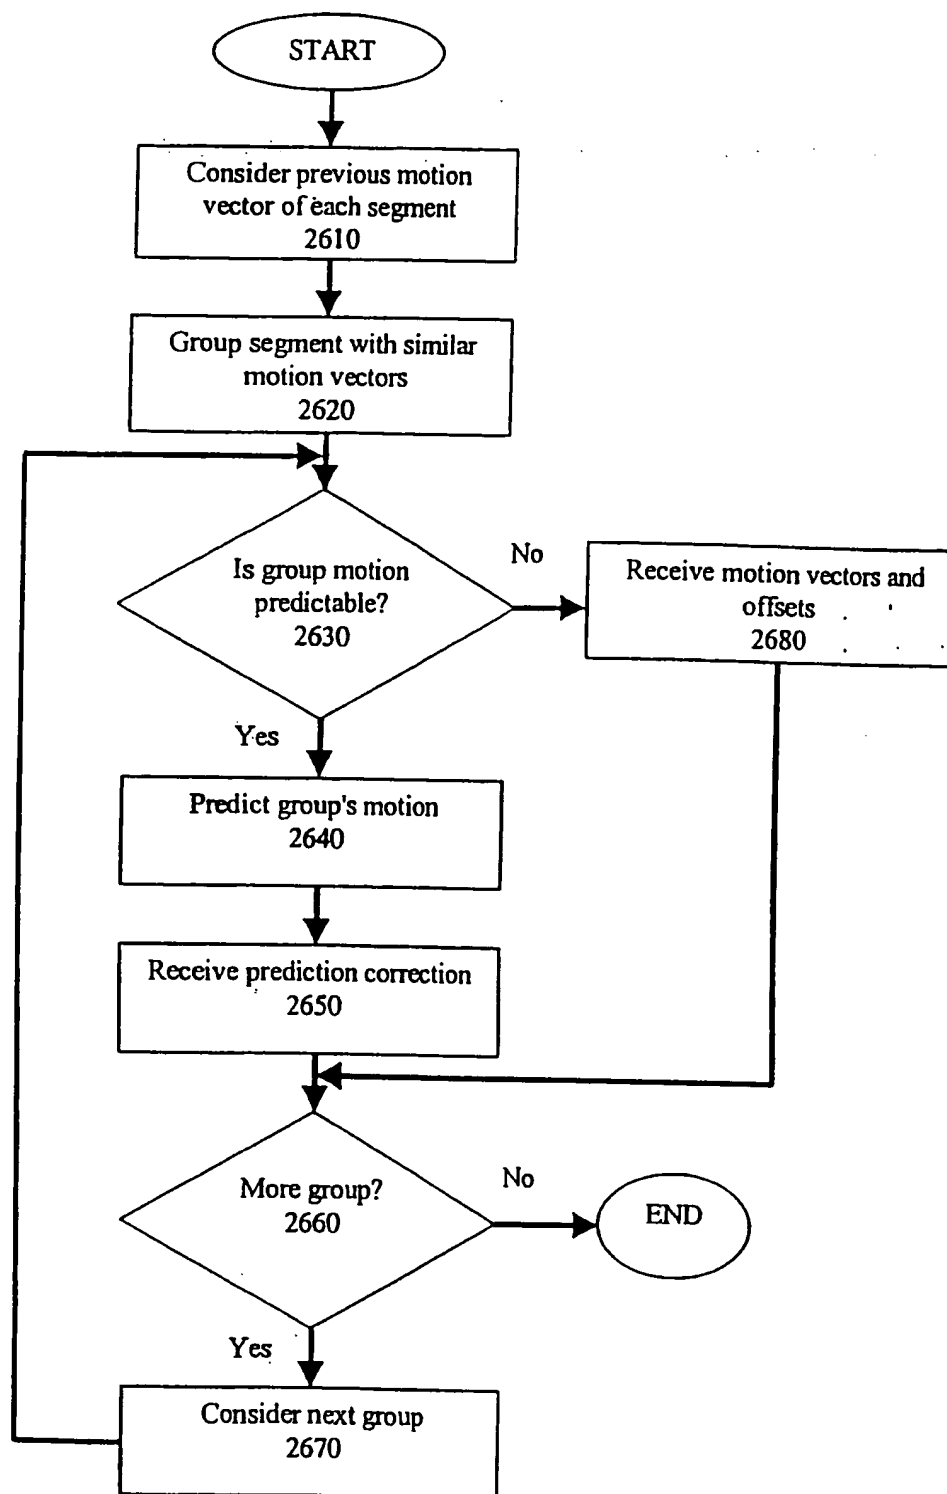 START
Consider previous motion
vector of each segment
2610
Group segment with similar
motion vectors
2620
Is group motion
predictable?
2630
No
Receive motion vectors and
offsets
2680
Yes
Predict group's motion
2640
Receive prediction correction
2650
More group?
2660
No
END
Yes
Consider next group
2670